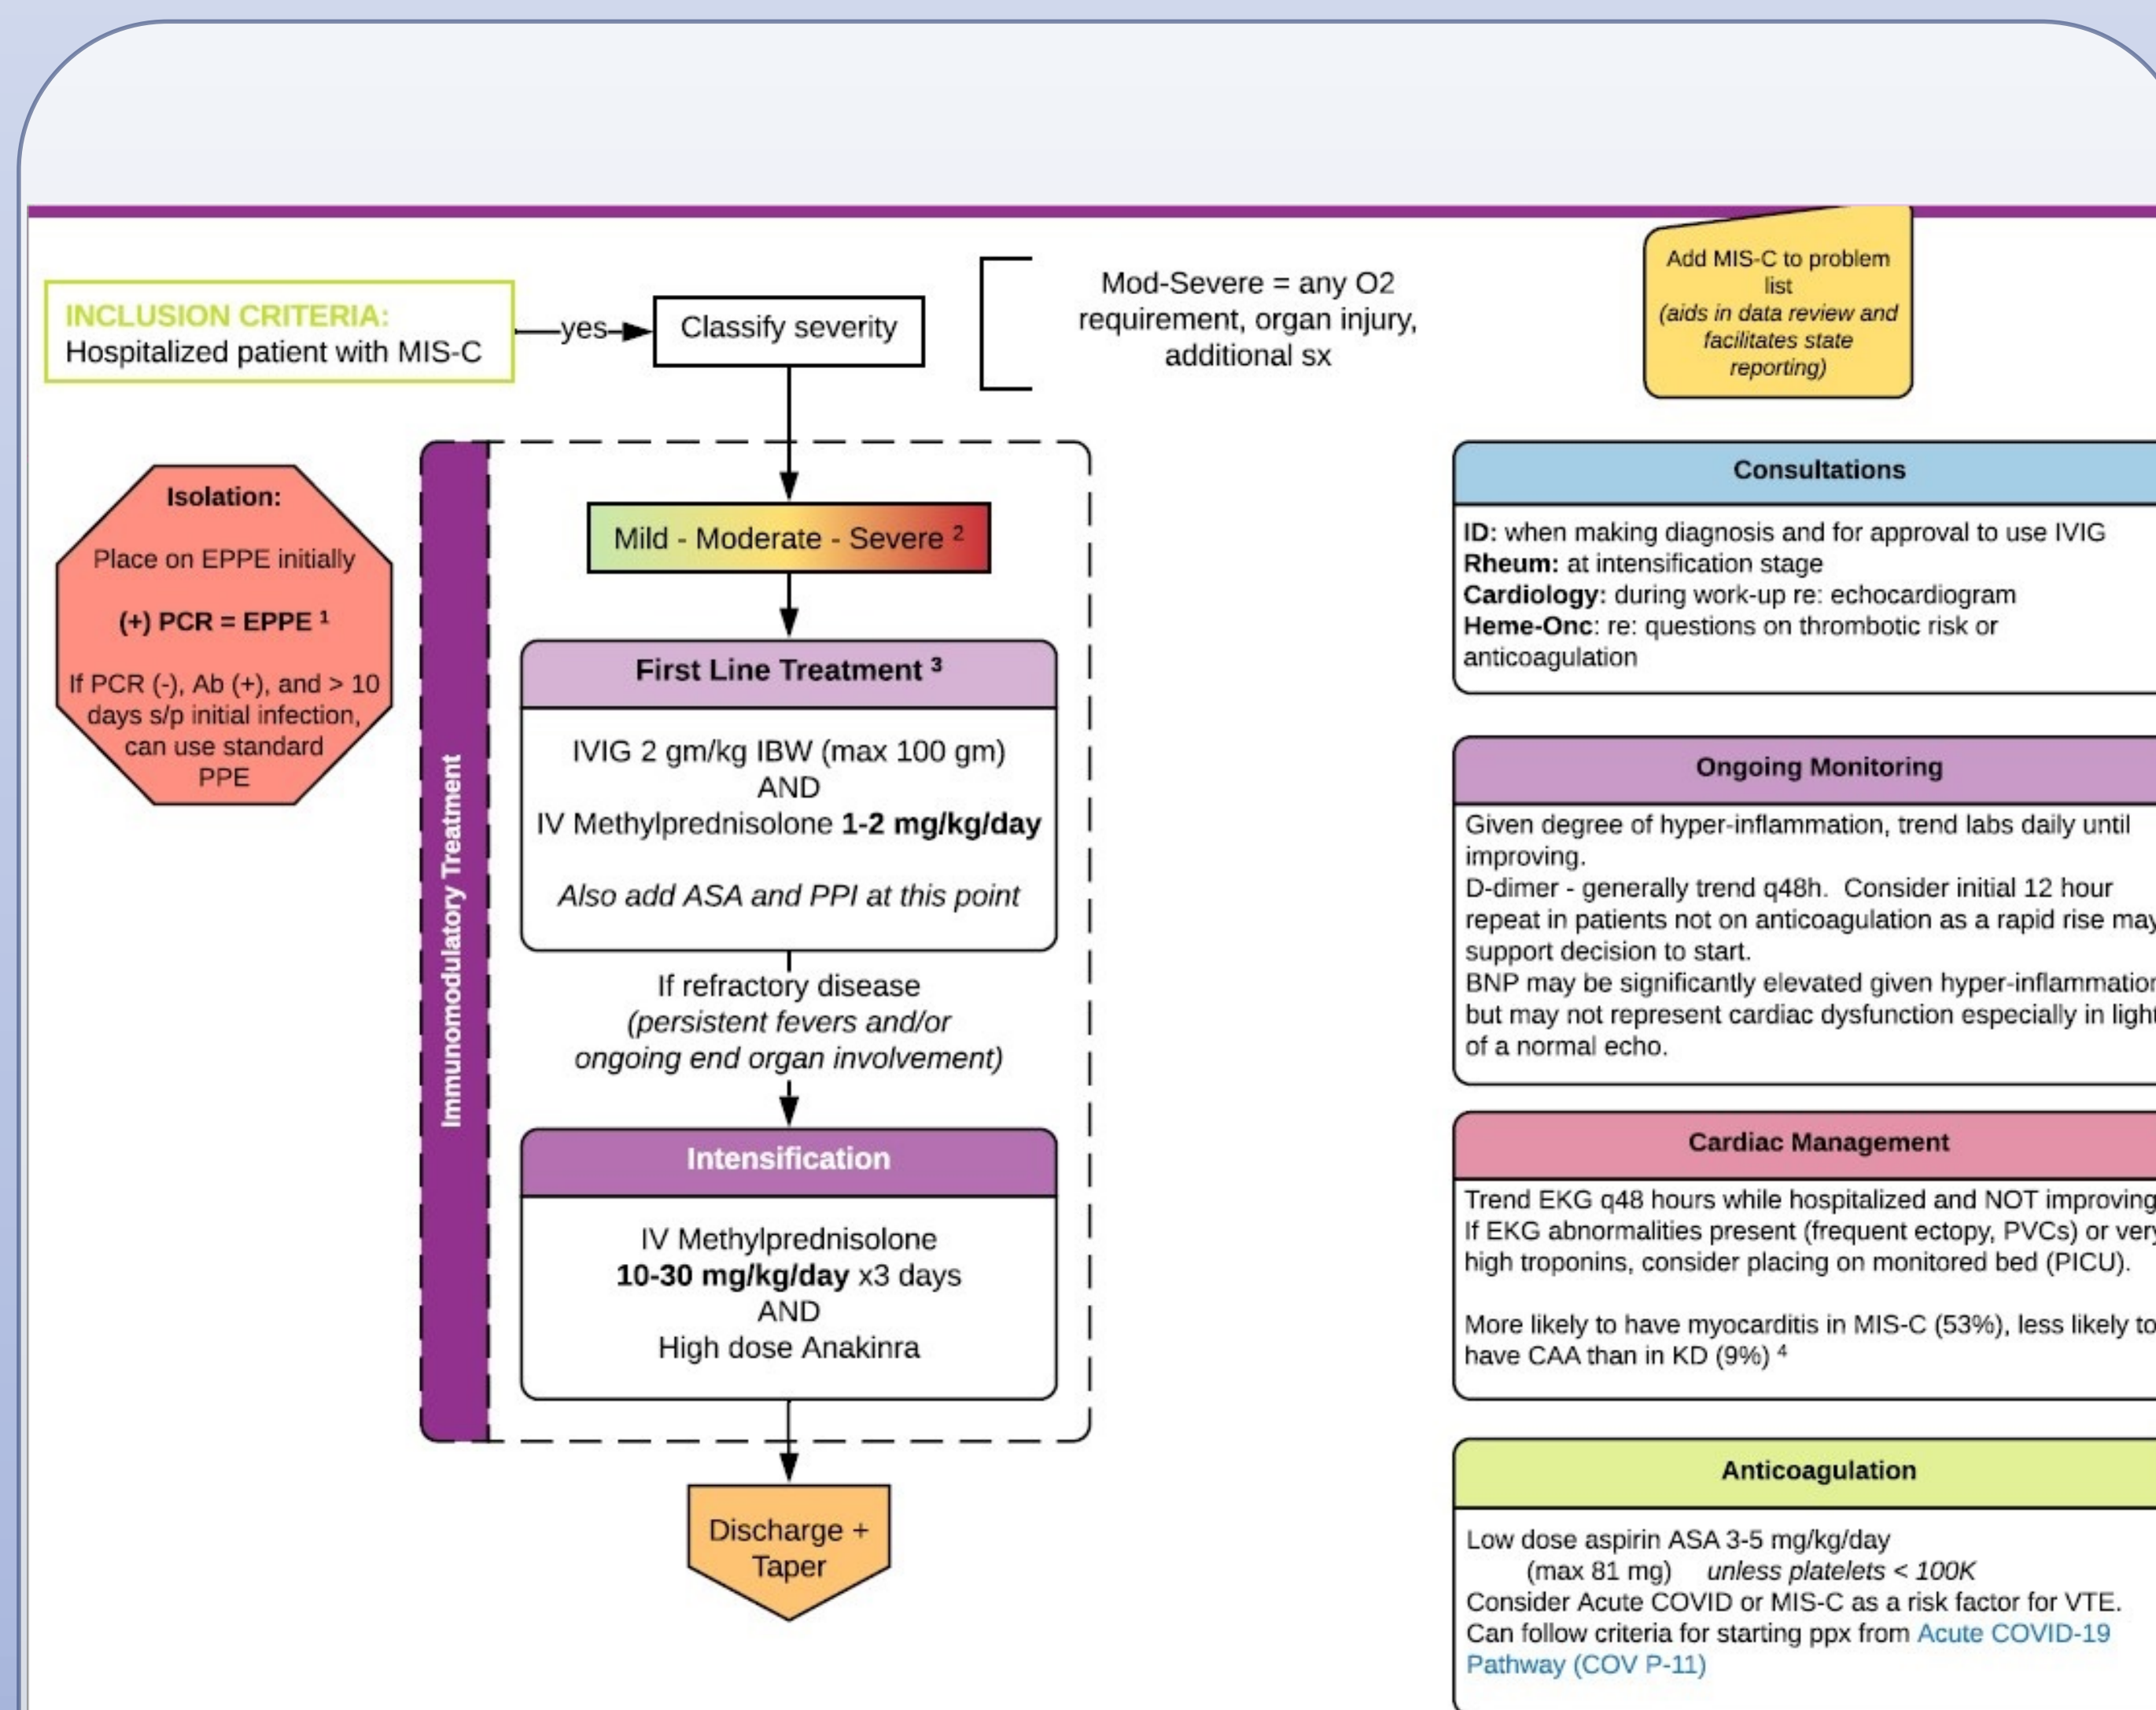 INCLUSION CRITERIA:
Hospitalized patient with MIS-C
yes
Classify severity
Mod-Severe = any O2
requirement, organ injury,
additional sx
Add MIS-C to problem
list
(aids in data review and
facilitates state
reporting)
Isolation:
Place on EPPE initially
(+) PCR = EPPE 1
If PCR (-), Ab (+), and > 10
days s/p initial infection,
can use standard
PPE
Immunomodulatory Treatment
Mild - Moderate - Severe 2
First Line Treatment 3
IVIG 2 gm/kg IBW (max 100 gm)
AND
IV Methylprednisolone 1-2 mg/kg/day
Also add ASA and PPI at this point
If refractory disease
(persistent fevers and/or
ongoing end organ involvement)
Intensification
IV Methylprednisolone
10-30 mg/kg/day x3 days
AND
High dose Anakinra
Discharge +
Taper
Consultations
ID: when making diagnosis and for approval to use IVIG
Rheum: at intensification stage
Cardiology: during work-up re: echocardiogram
Heme-Onc: re: questions on thrombotic risk or
anticoagulation
Ongoing Monitoring
Given degree of hyper-inflammation, trend labs daily until
improving.
D-dimer - generally trend q48h. Consider initial 12 hour
repeat in patients not on anticoagulation as a rapid rise may
support decision to start.
BNP may be significantly elevated given hyper-inflammation
but may not represent cardiac dysfunction especially in light
of a normal echo.
Cardiac Management
Trend EKG q48 hours while hospitalized and NOT improving
If EKG abnormalities present (frequent ectopy, PVCs) or very
high troponins, consider placing on monitored bed (PICU).
More likely to have myocarditis in MIS-C (53%), less likely to
have CAA than in KD (9%) 4
Anticoagulation
Low dose aspirin ASA 3-5 mg/kg/day
(max 81 mg) unless platelets < 100K
Consider Acute COVID or MIS-C as a risk factor for VTE.
Can follow criteria for starting ppx from Acute COVID-19
Pathway (COV P-11)